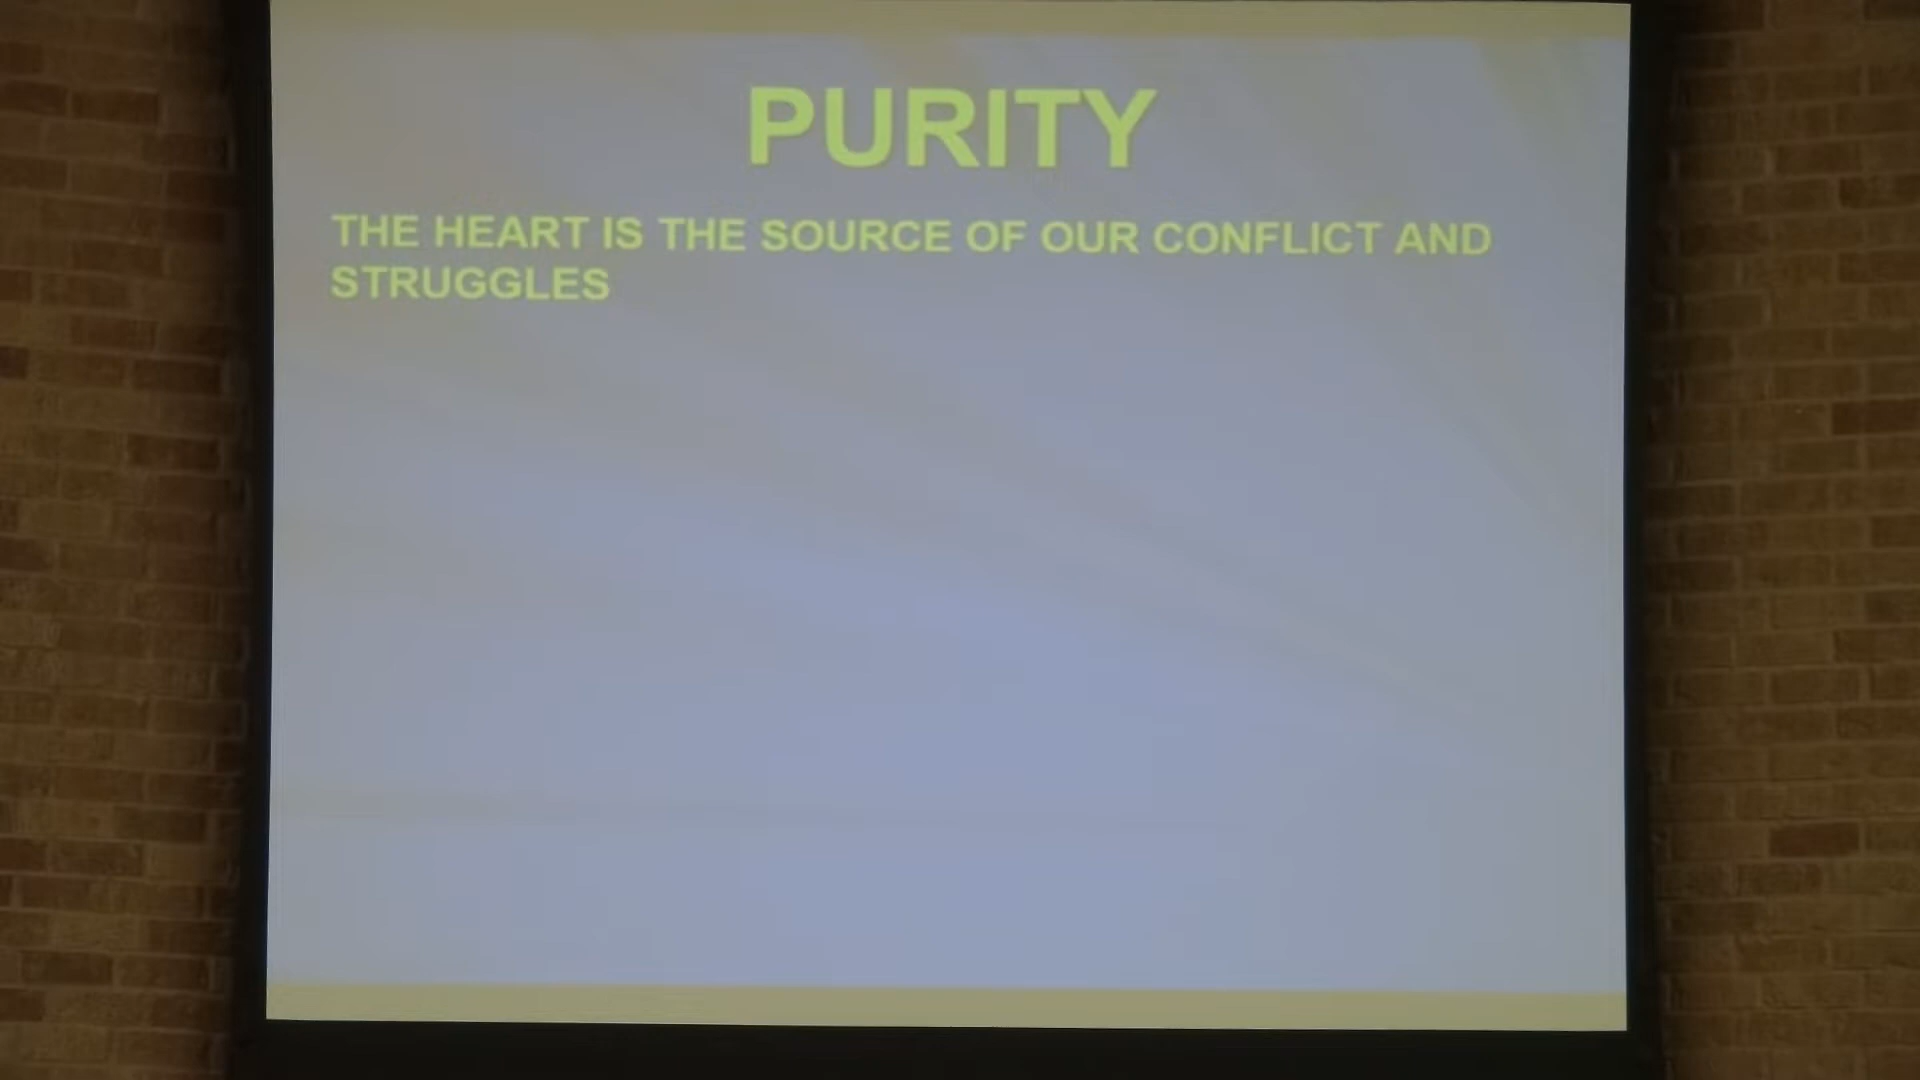 PURITY
THE HEART IS THE SOURCE OF OUR CONFLICT AND
STRUGGLES